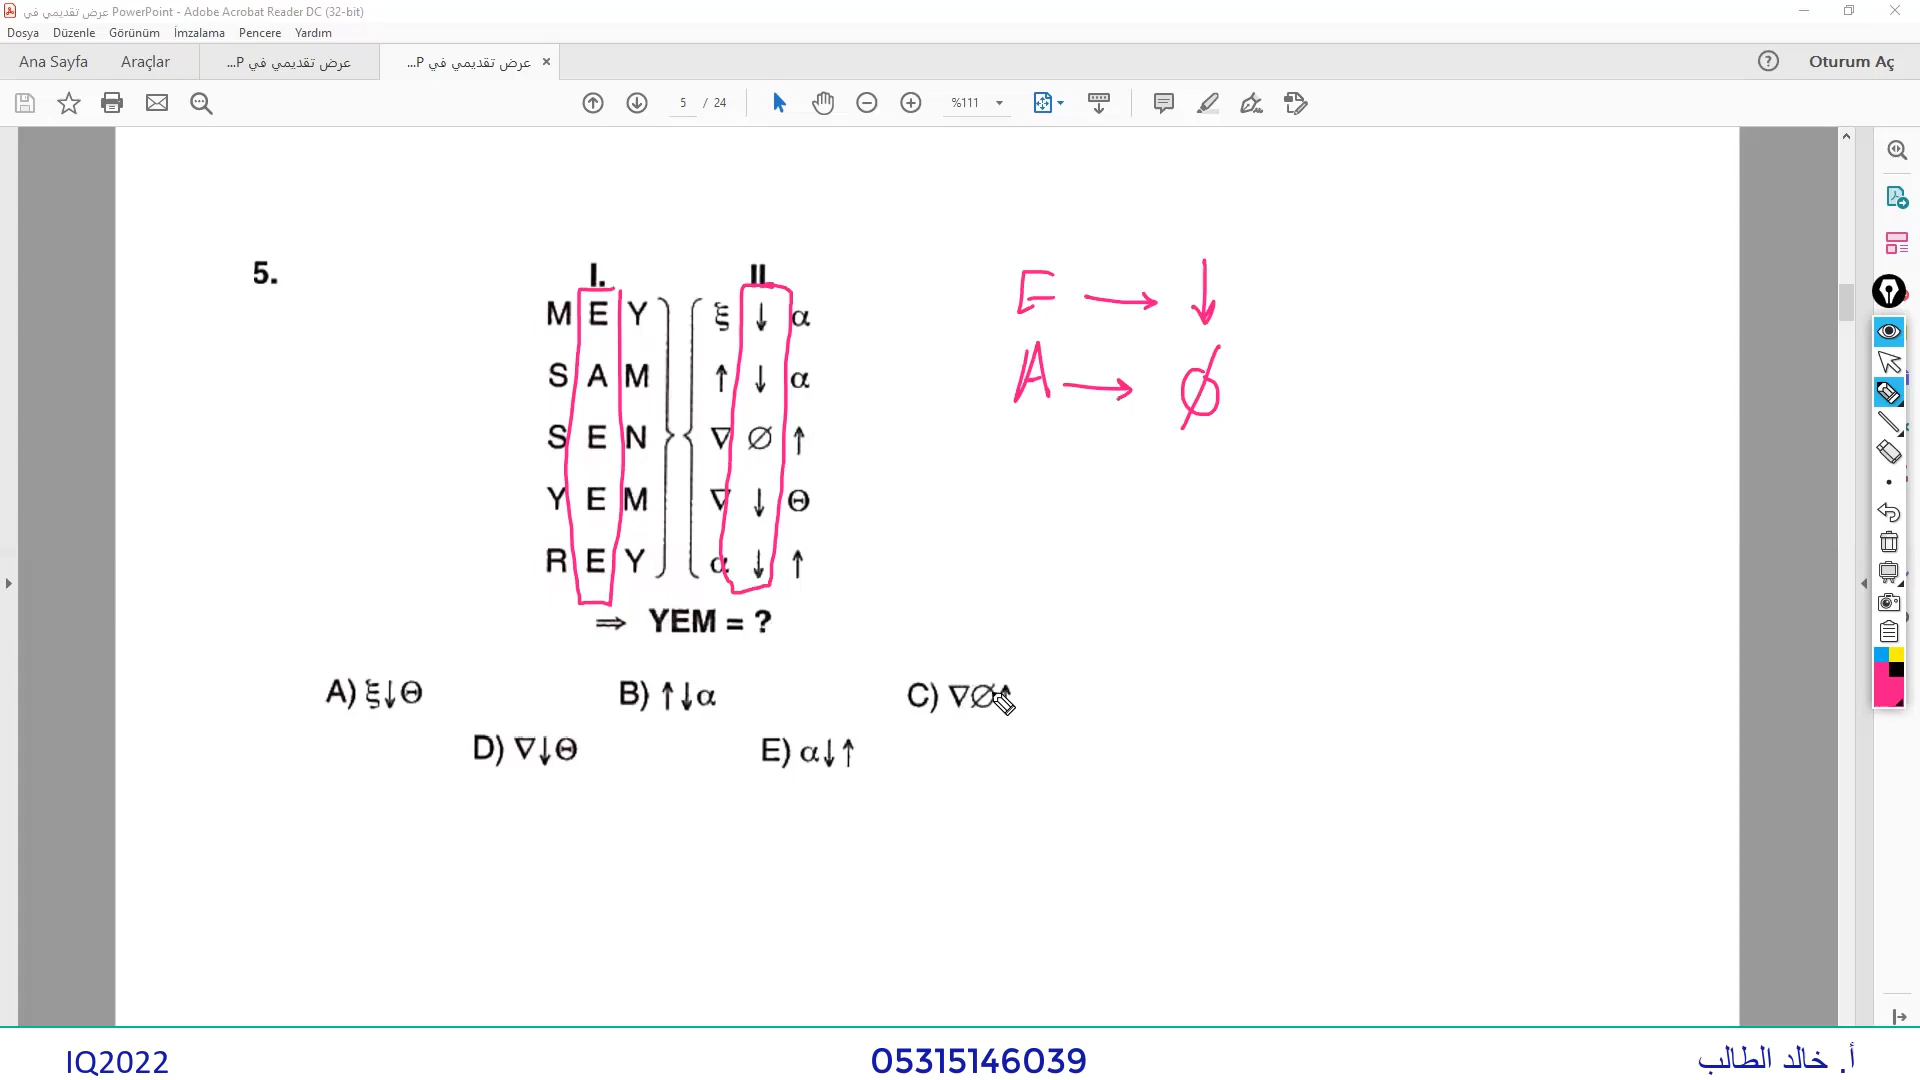 عرض تقديمي في PowerPoint - Adobe Acrobat Reader DC (32-bit)
Dosya Düzenle Görünüm İmzalama Pencere Yardım
Ana Sayfa Araçlar عرض تقديمي في P... عرض تقديمي في P... × Oturum Aç
5 / 24 %111
5.
I. II
M E Y ξ ↓ α
S A M ↑ ↓ α
S E N ∇ ∅ ↑
Y E M ∇ ↓ Θ
R E Y α ↓ ↑
⇒ YEM = ?
E → ↓
A → ∅
A) ξ↓Θ B) ↑↓α C) ∇∅↑
D) ∇↓Θ E) α↓↑
IQ2022 05315146039 أ. خالد الطالب